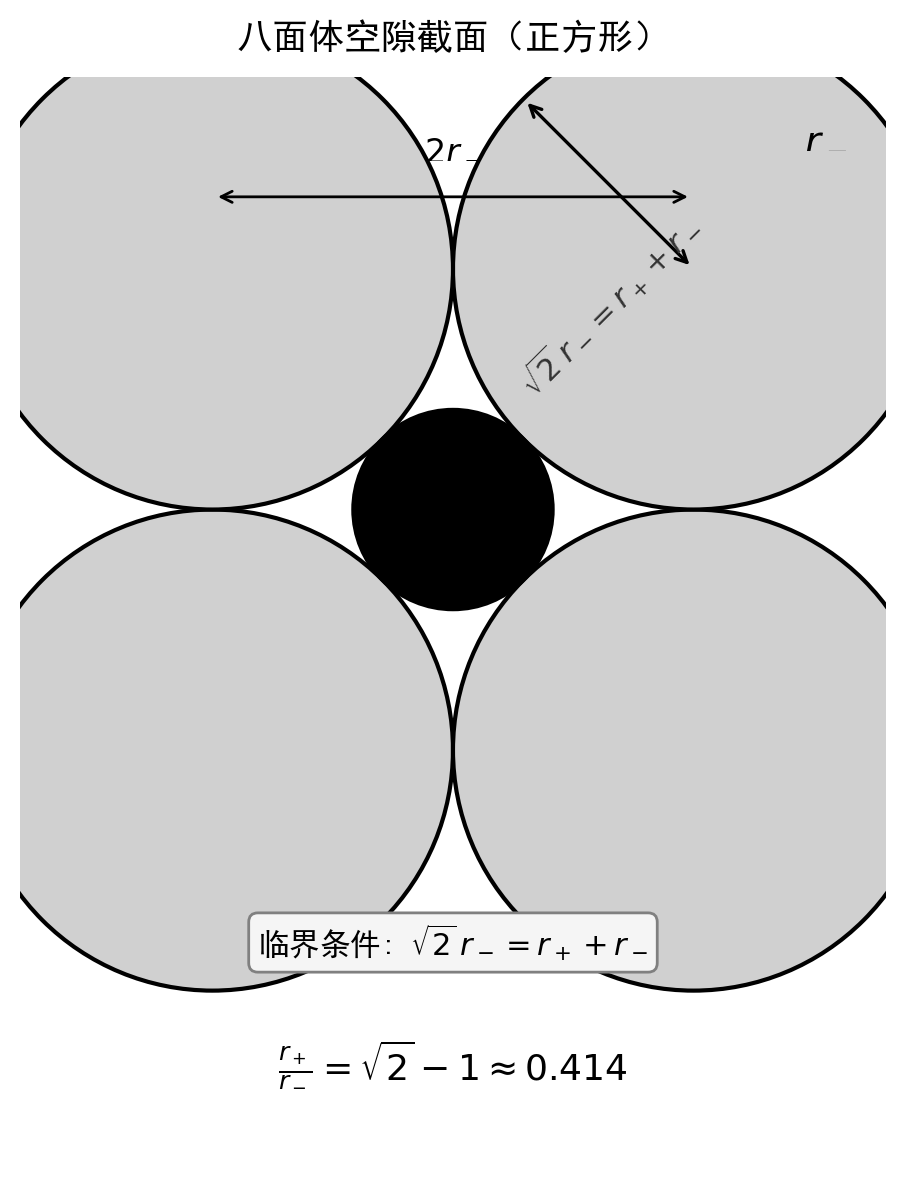 八面体空隙截面（正方形）
2r₋
r₋
√2 r₋ = r₊ + r₋
临界条件: √2 r₋ = r₊ + r₋
r₊/r₋ = √2 − 1 ≈ 0.414